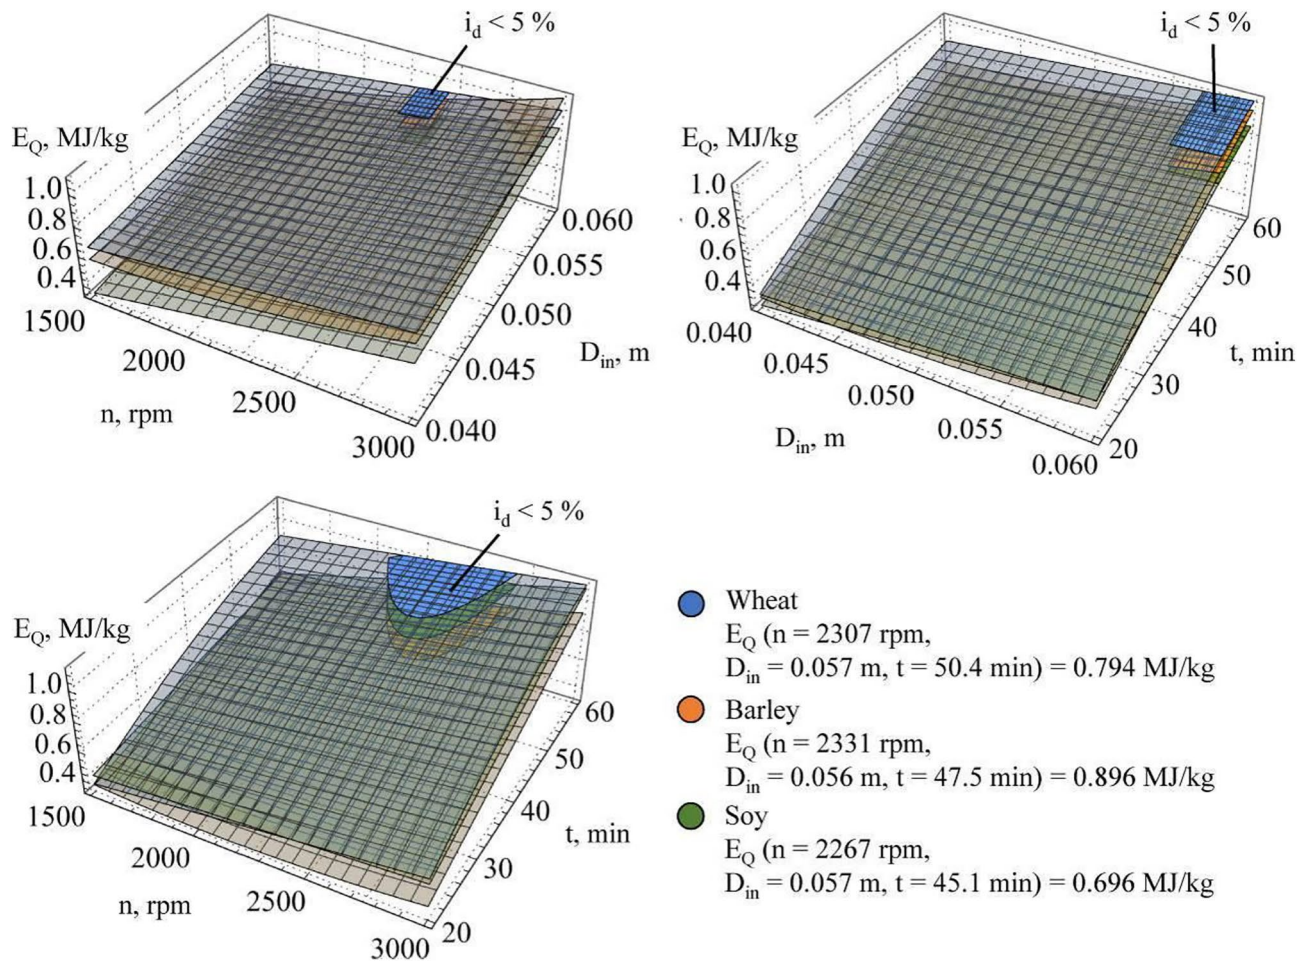 i_d < 5 %
E_Q, MJ/kg
1.0
0.8
0.6
0.4
1500
2000
2500
3000
n, rpm
0.060
0.055
0.050
0.045
0.040
D_in, m
i_d < 5 %
E_Q, MJ/kg
1.0
0.8
0.6
0.4
0.040
0.045
0.050
0.055
0.060
D_in, m
60
50
40
30
20
t, min
i_d < 5 %
E_Q, MJ/kg
1.0
0.8
0.6
0.4
1500
2000
2500
3000
n, rpm
60
50
40
30
20
t, min
Wheat
E_Q (n = 2307 rpm,
D_in = 0.057 m, t = 50.4 min) = 0.794 MJ/kg
Barley
E_Q (n = 2331 rpm,
D_in = 0.056 m, t = 47.5 min) = 0.896 MJ/kg
Soy
E_Q (n = 2267 rpm,
D_in = 0.057 m, t = 45.1 min) = 0.696 MJ/kg